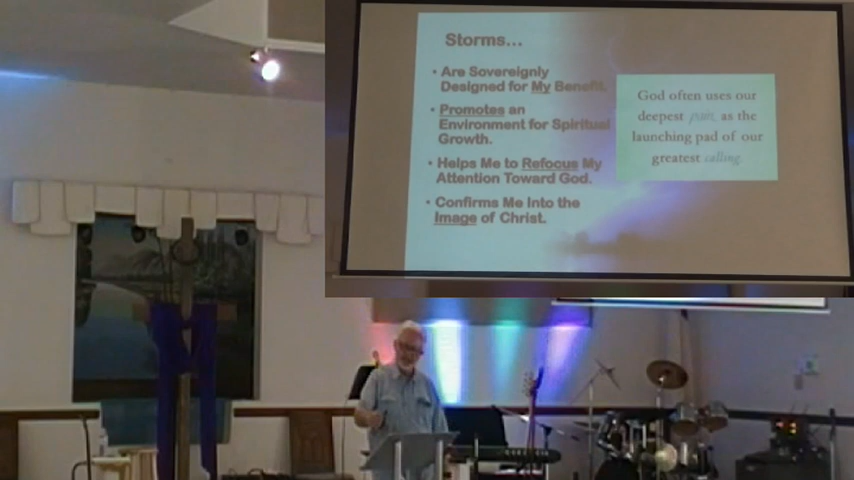 Storms...
• Are Sovereignly
Designed for My Benefit.
• Promotes an
Environment for Spiritual
Growth.
• Helps Me to Refocus My
Attention Toward God.
• Confirms Me Into the
Image of Christ.
God often uses our
deepest pain, as the
launching pad of our
greatest calling.